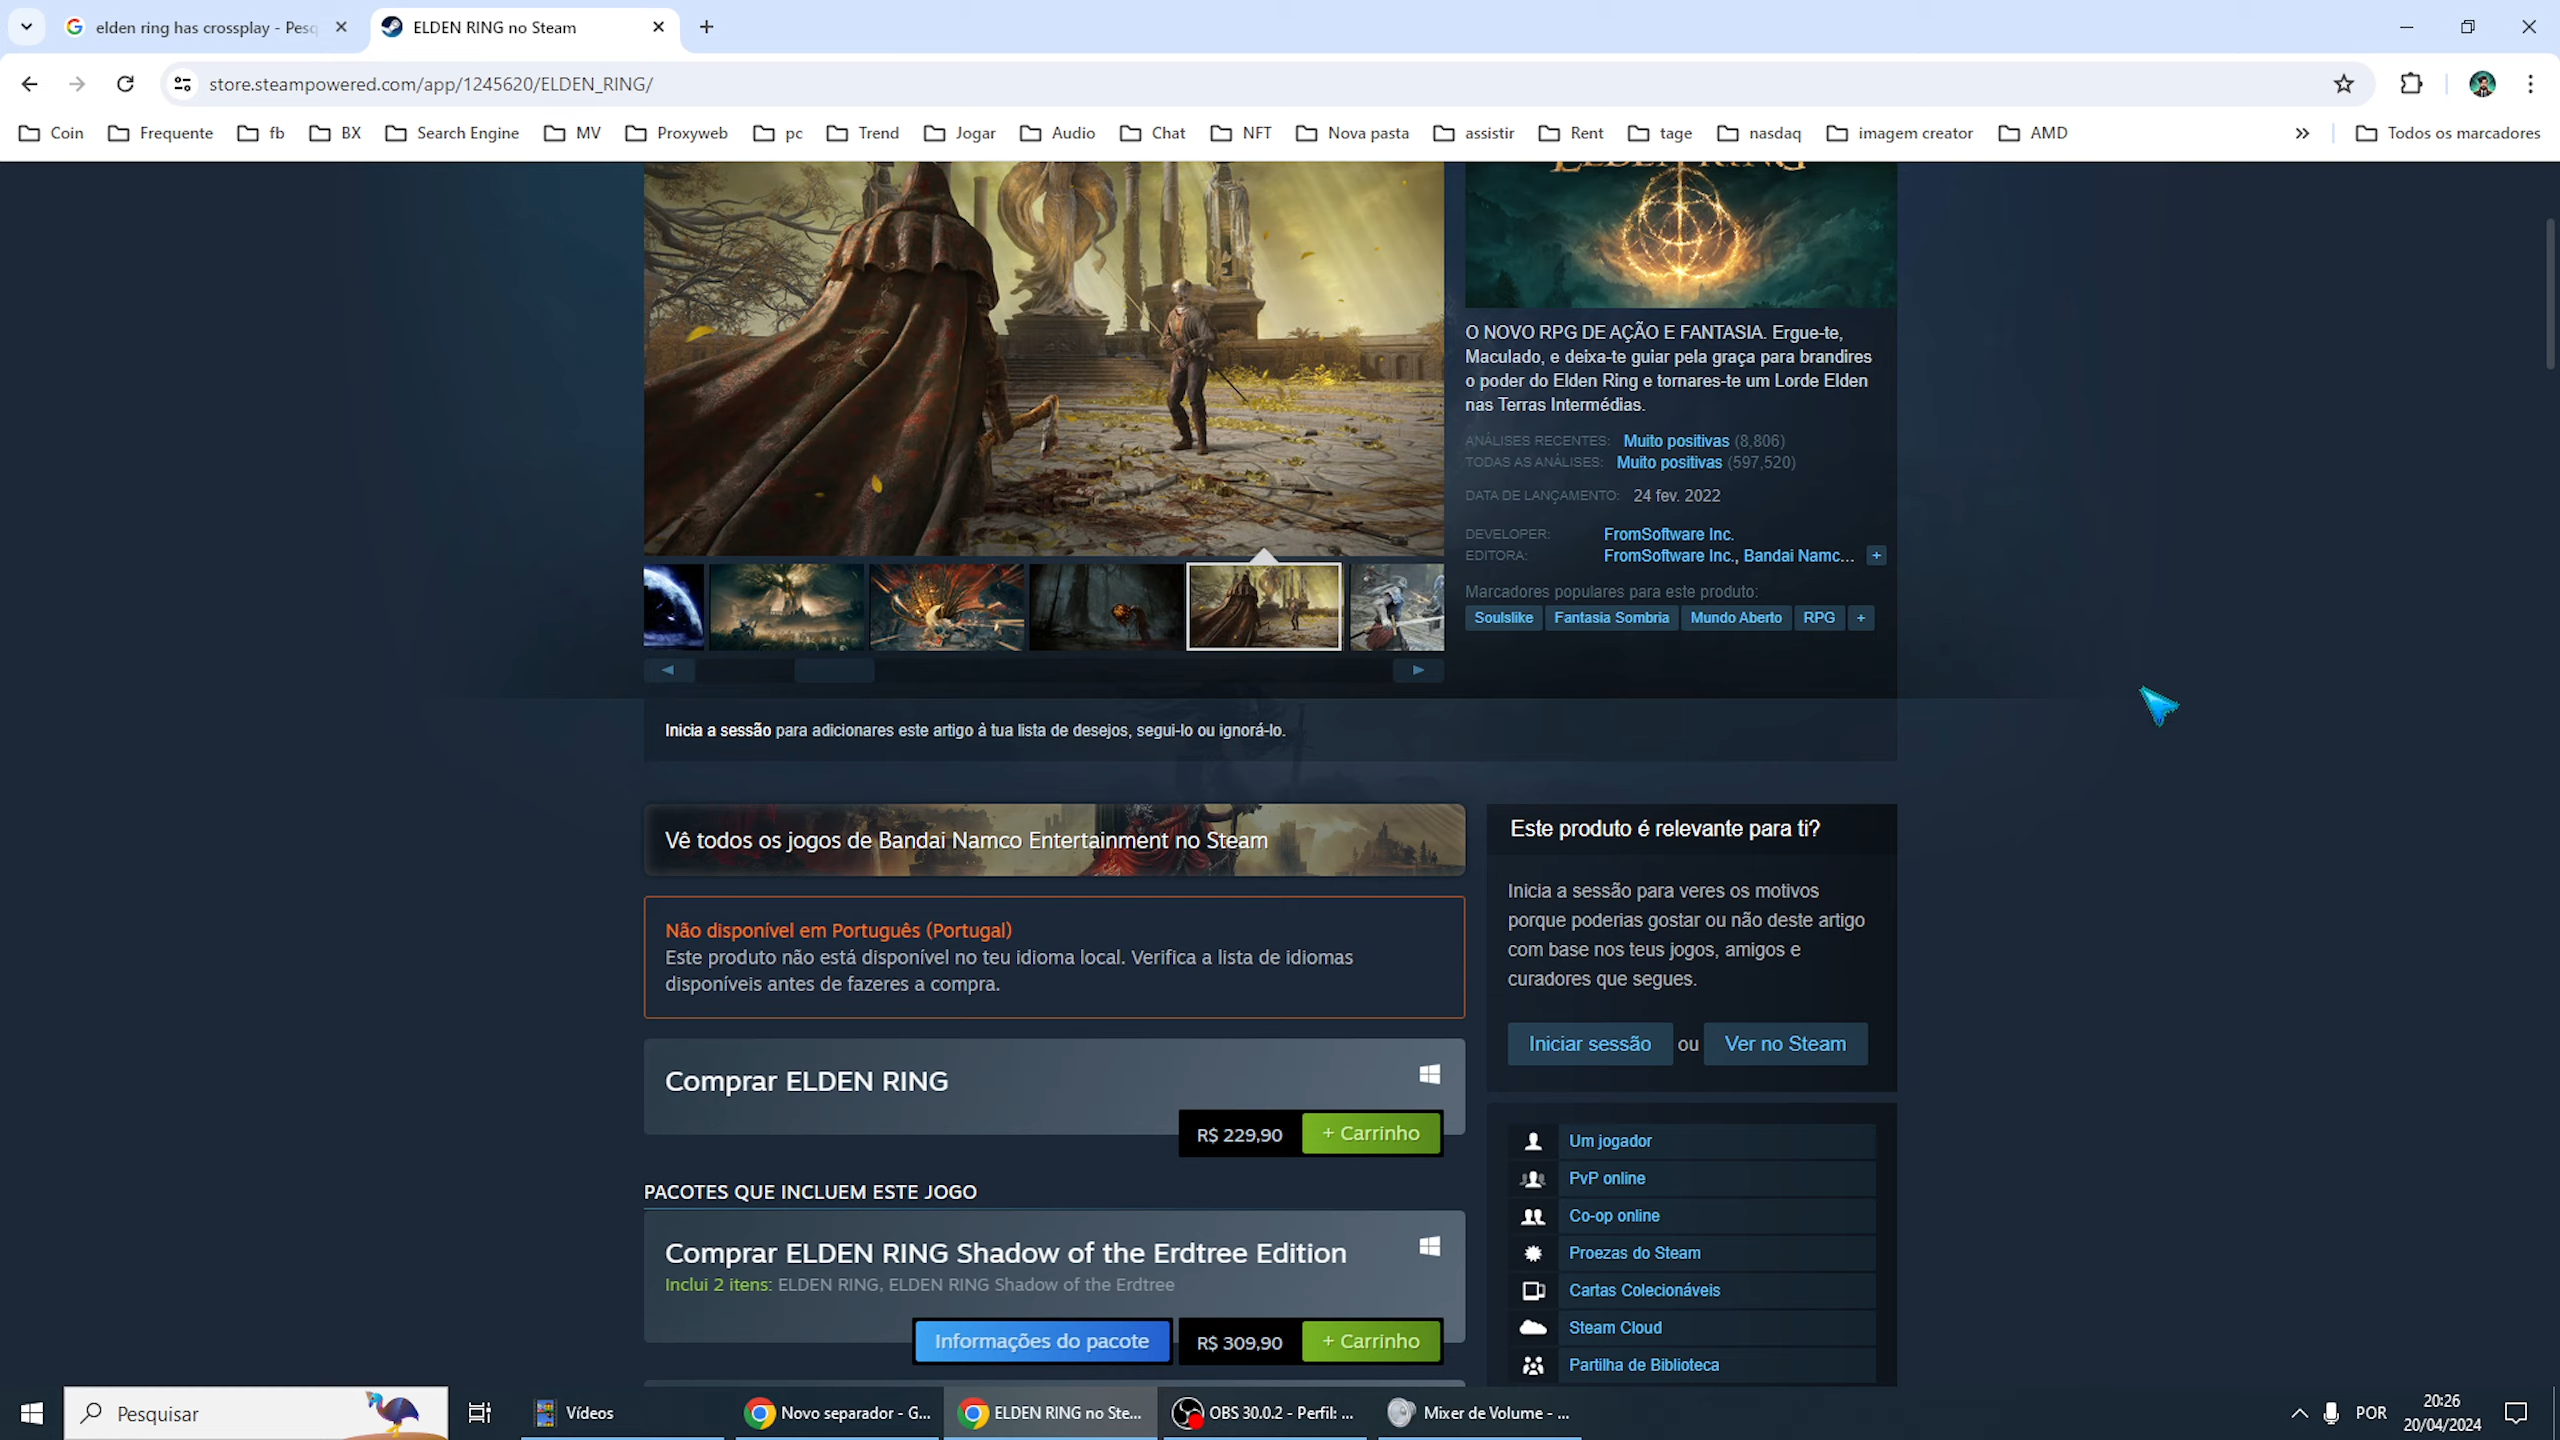 elden ring has crossplay - Pesq
ELDEN RING no Steam
store.steampowered.com/app/1245620/ELDEN_RING/
Coin
Frequente
fb
BX
Search Engine
MV
Proxyweb
pc
Trend
Jogar
Audio
Chat
NFT
Nova pasta
assistir
Rent
tage
nasdaq
imagem creator
AMD
»
Todos os marcadores
ELDEN RING
O NOVO RPG DE AÇÃO E FANTASIA. Ergue-te,
Maculado, e deixa-te guiar pela graça para brandires
o poder do Elden Ring e tornares-te um Lorde Elden
nas Terras Intermédias.
ANÁLISES RECENTES: Muito positivas (8,806)
TODAS AS ANÁLISES: Muito positivas (597,520)
DATA DE LANÇAMENTO: 24 fev. 2022
DEVELOPER: FromSoftware Inc.
EDITORA: FromSoftware Inc., Bandai Namc... +
Marcadores populares para este produto:
Soulslike Fantasia Sombria Mundo Aberto RPG +
Inicia a sessão para adicionares este artigo à tua lista de desejos, segui-lo ou ignorá-lo.
Vê todos os jogos de Bandai Namco Entertainment no Steam
Não disponível em Português (Portugal)
Este produto não está disponível no teu idioma local. Verifica a lista de idiomas
disponíveis antes de fazeres a compra.
Comprar ELDEN RING
R$ 229,90 + Carrinho
PACOTES QUE INCLUEM ESTE JOGO
Comprar ELDEN RING Shadow of the Erdtree Edition
Inclui 2 itens: ELDEN RING, ELDEN RING Shadow of the Erdtree
Informações do pacote R$ 309,90 + Carrinho
Este produto é relevante para ti?
Inicia a sessão para veres os motivos
porque poderias gostar ou não deste artigo
com base nos teus jogos, amigos e
curadores que segues.
Iniciar sessão ou Ver no Steam
Um jogador
PvP online
Co-op online
Proezas do Steam
Cartas Colecionáveis
Steam Cloud
Partilha de Biblioteca
Pesquisar
Vídeos
Novo separador - G...
ELDEN RING no Ste...
OBS 30.0.2 - Perfil: ...
Mixer de Volume - ...
POR
20:26
20/04/2024